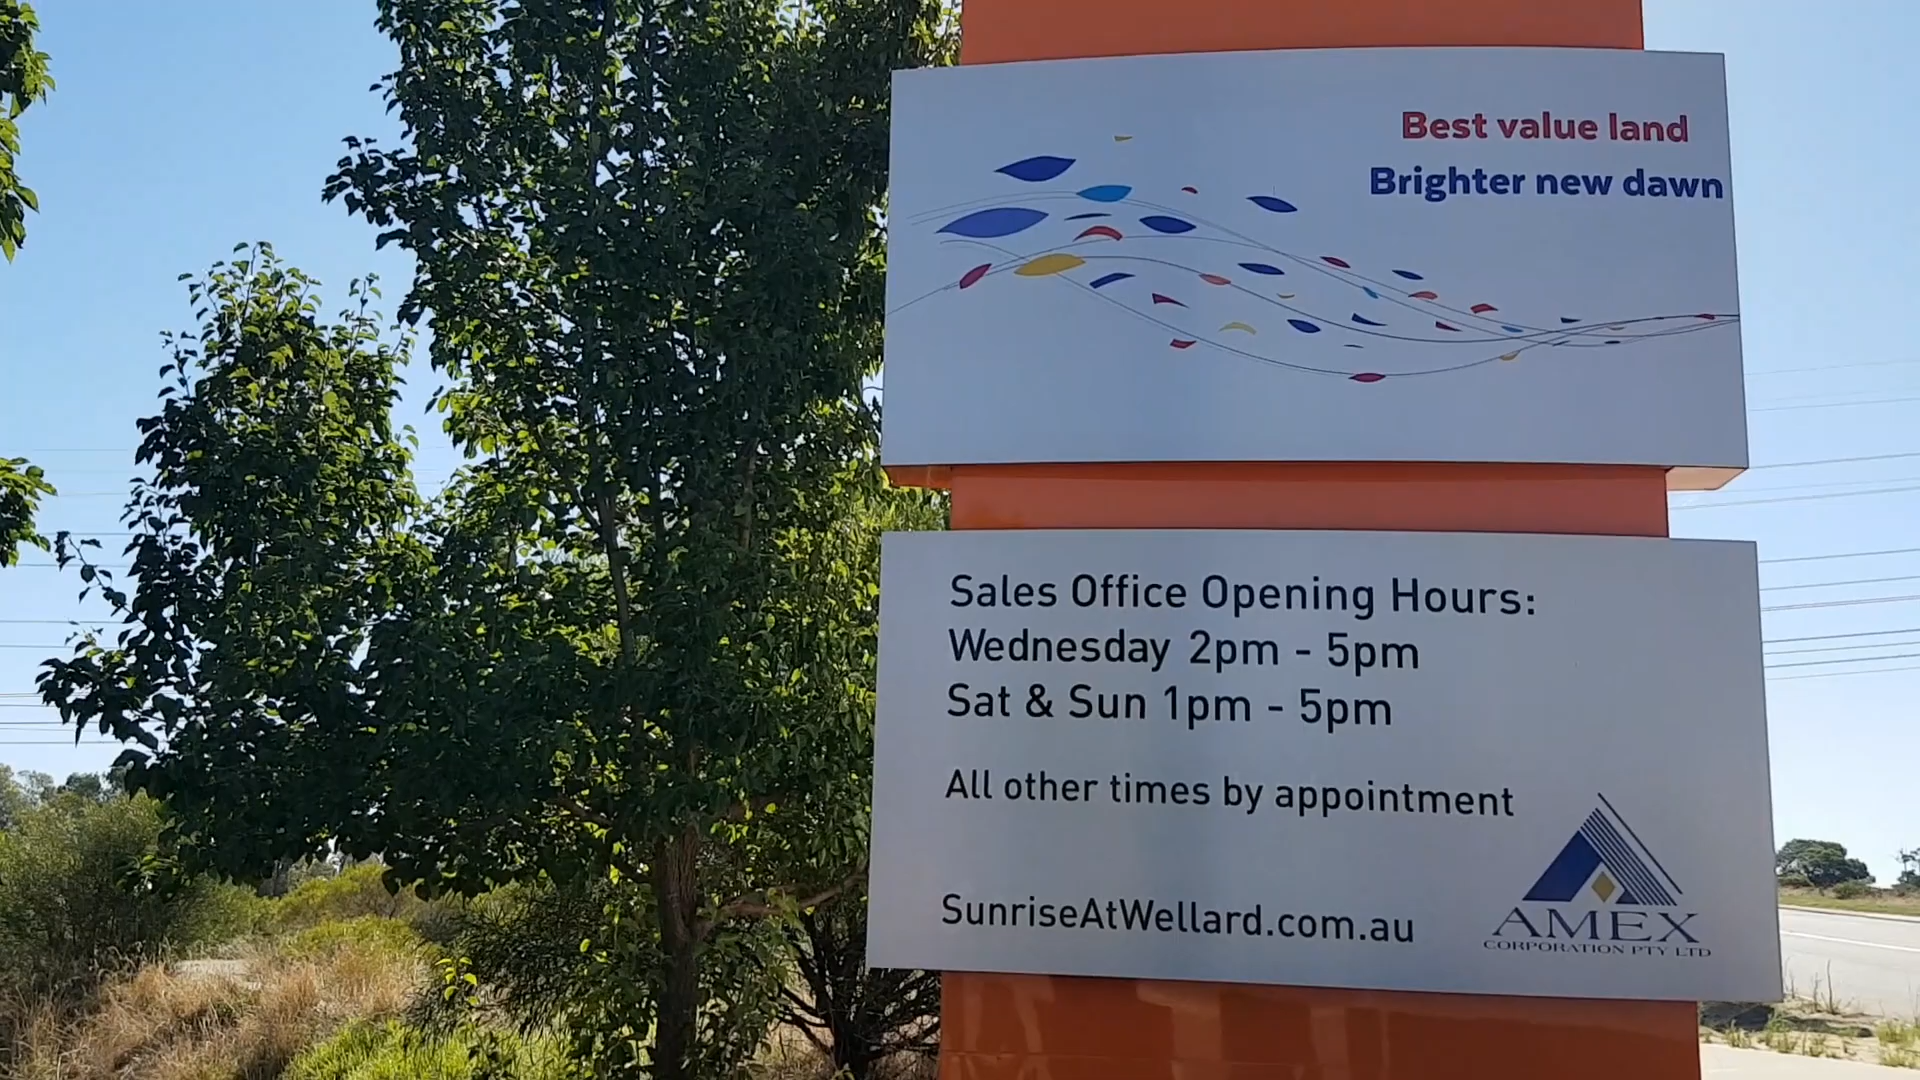 Best value land
Brighter new dawn
Sales Office Opening Hours:
Wednesday 2pm - 5pm
Sat & Sun 1pm - 5pm
All other times by appointment
SunriseAtWellard.com.au
AMEX
CORPORATION PTY LTD